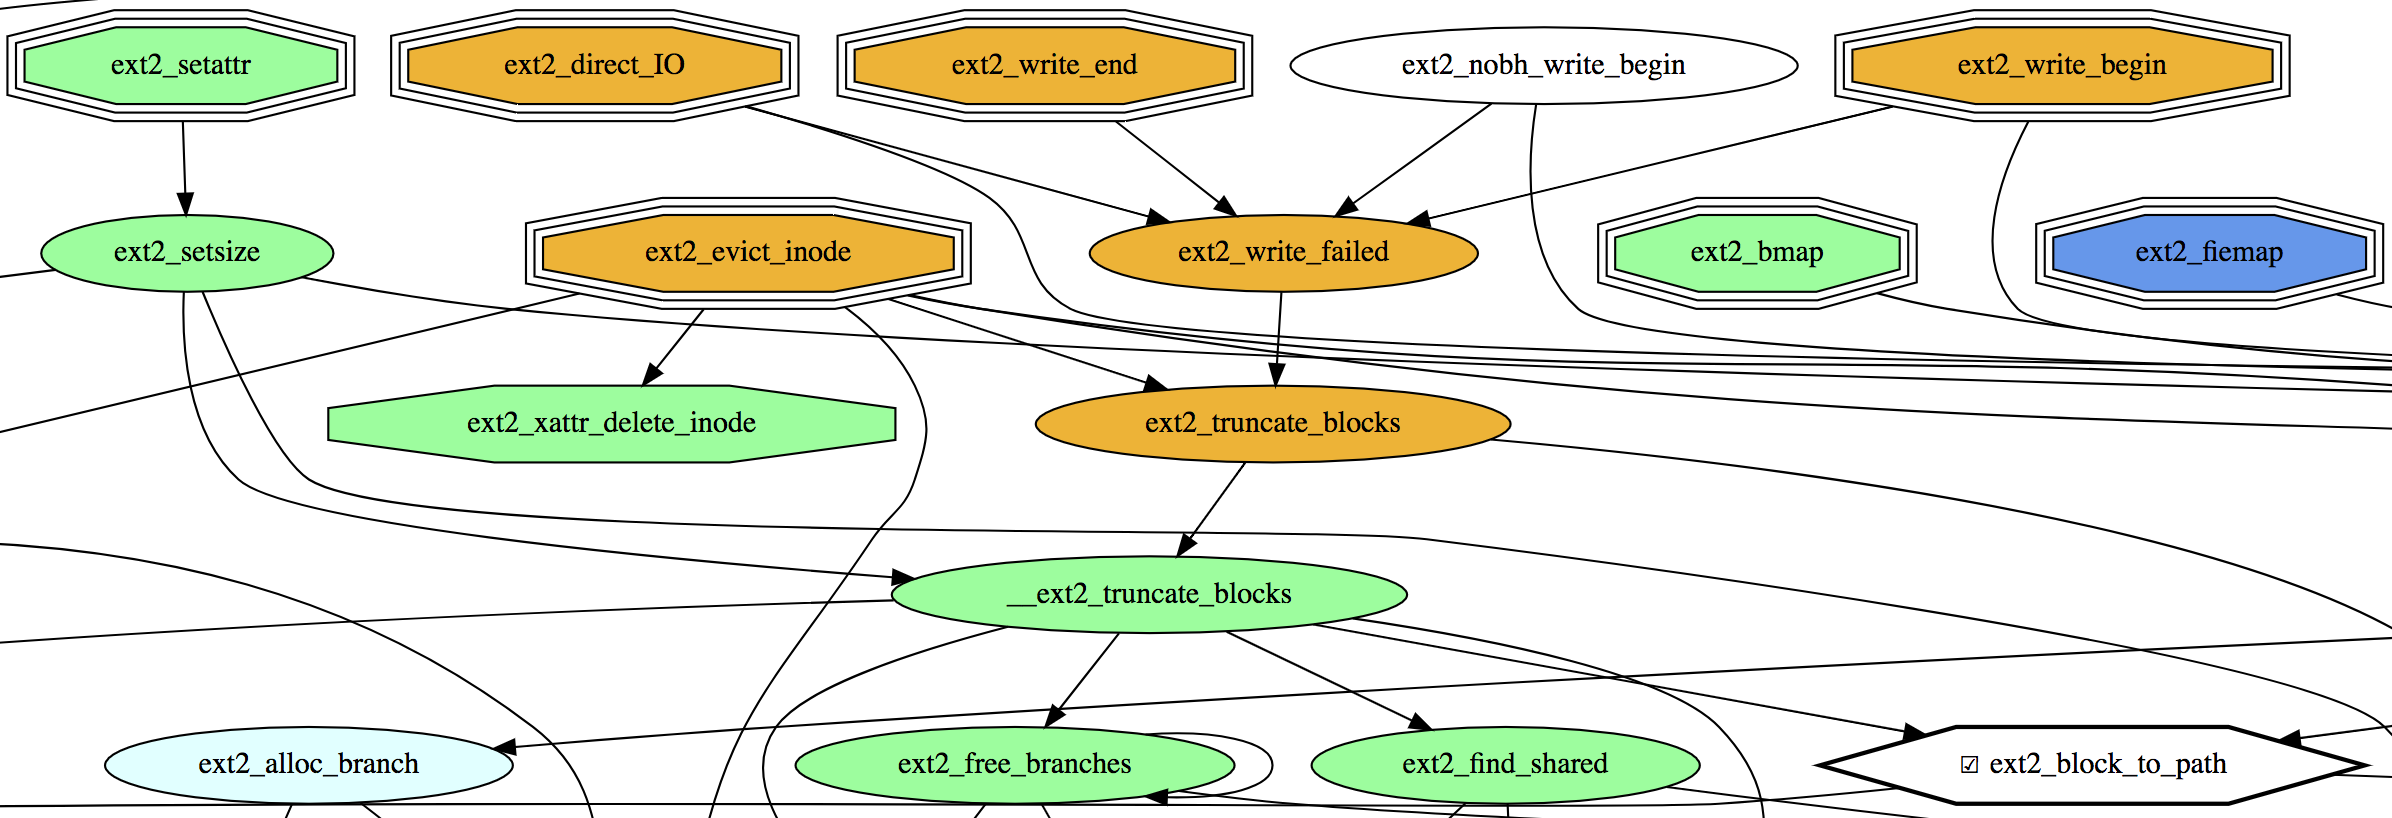 ext2_setattr
ext2_direct_IO
ext2_write_end
ext2_nobh_write_begin
ext2_write_begin
ext2_setsize
ext2_evict_inode
ext2_write_failed
ext2_bmap
ext2_fiemap
ext2_xattr_delete_inode
ext2_truncate_blocks
__ext2_truncate_blocks
ext2_alloc_branch
ext2_free_branches
ext2_find_shared
☑ ext2_block_to_path